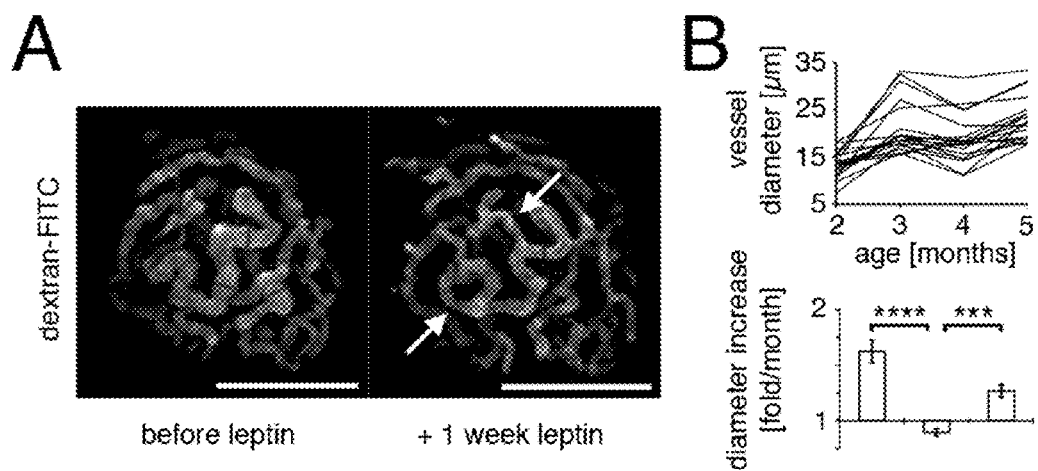 A
dextran-FITC
before leptin
+ 1 week leptin
B
vessel
diameter [µm]
35
25
15
5
2 3 4 5
age [months]
diameter increase
[fold/month]
2
1
**** ***